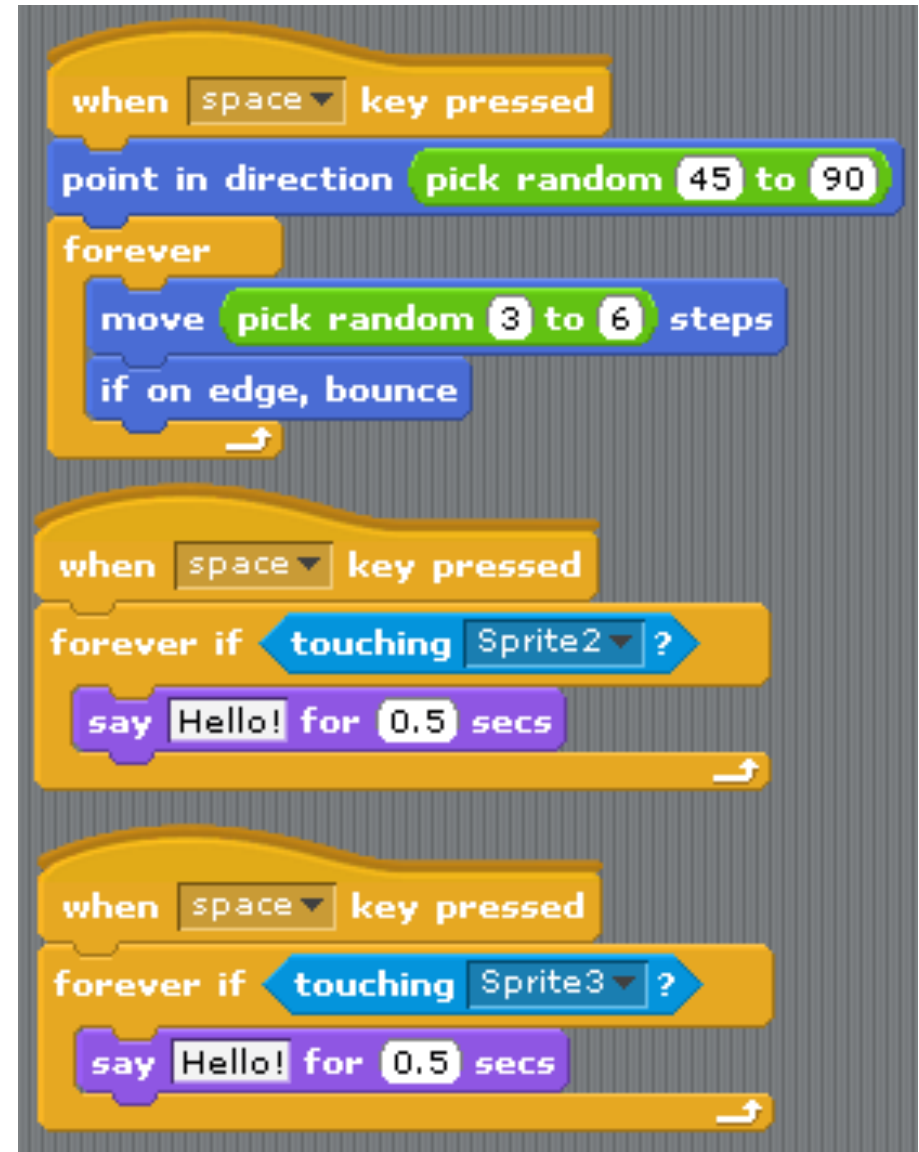 when space key pressed
point in direction pick random 45 to 90
forever
move pick random 3 to 6 steps
if on edge, bounce
when space key pressed
forever if touching Sprite2 ?
say Hello! for 0.5 secs
when space key pressed
forever if touching Sprite3 ?
say Hello! for 0.5 secs